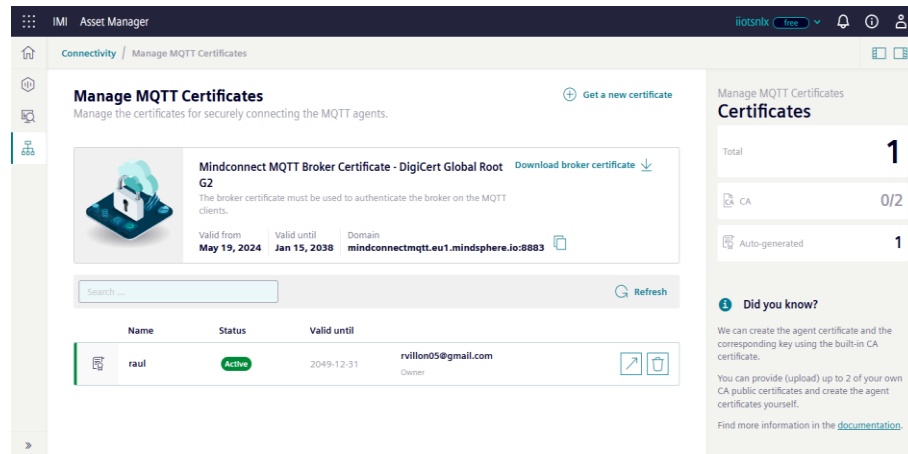 IMI Asset Manager
iiotsnlx free
Connectivity / Manage MQTT Certificates
Manage MQTT Certificates
Manage the certificates for securely connecting the MQTT agents.
Get a new certificate
Mindconnect MQTT Broker Certificate - DigiCert Global Root
G2
Download broker certificate
The broker certificate must be used to authenticate the broker on the MQTT
clients.
Valid from Valid until Domain
May 19, 2024 Jan 15, 2038 mindconnectmqtt.eu1.mindsphere.io:8883
Search ...
Refresh
Name Status Valid until
raul Active 2049-12-31 rvillon05@gmail.com
Owner
Manage MQTT Certificates
Certificates
Total 1
CA CA 0/2
Auto-generated 1
Did you know?
We can create the agent certificate and the
corresponding key using the built-in CA
certificate.
You can provide (upload) up to 2 of your own
CA public certificates and create the agent
certificates yourself.
Find more information in the documentation.